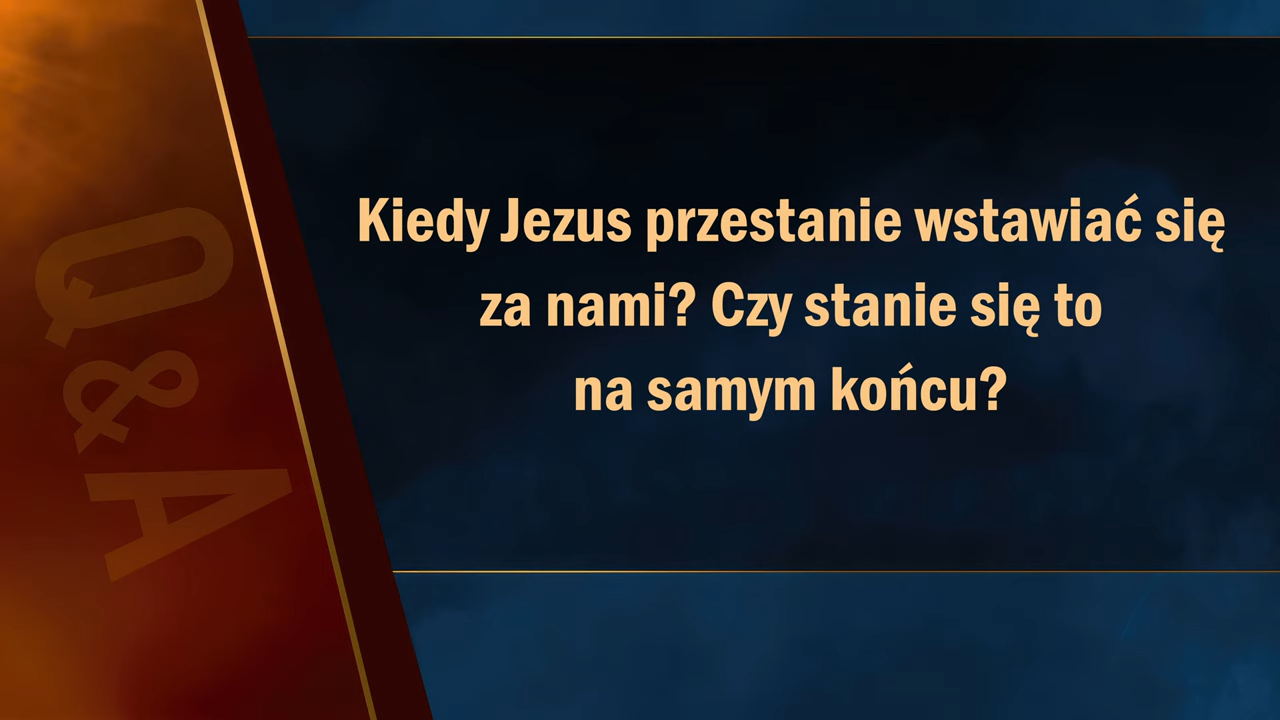 Kiedy Jezus przestanie wstawiać się
za nami? Czy stanie się to
na samym końcu?
Q&A